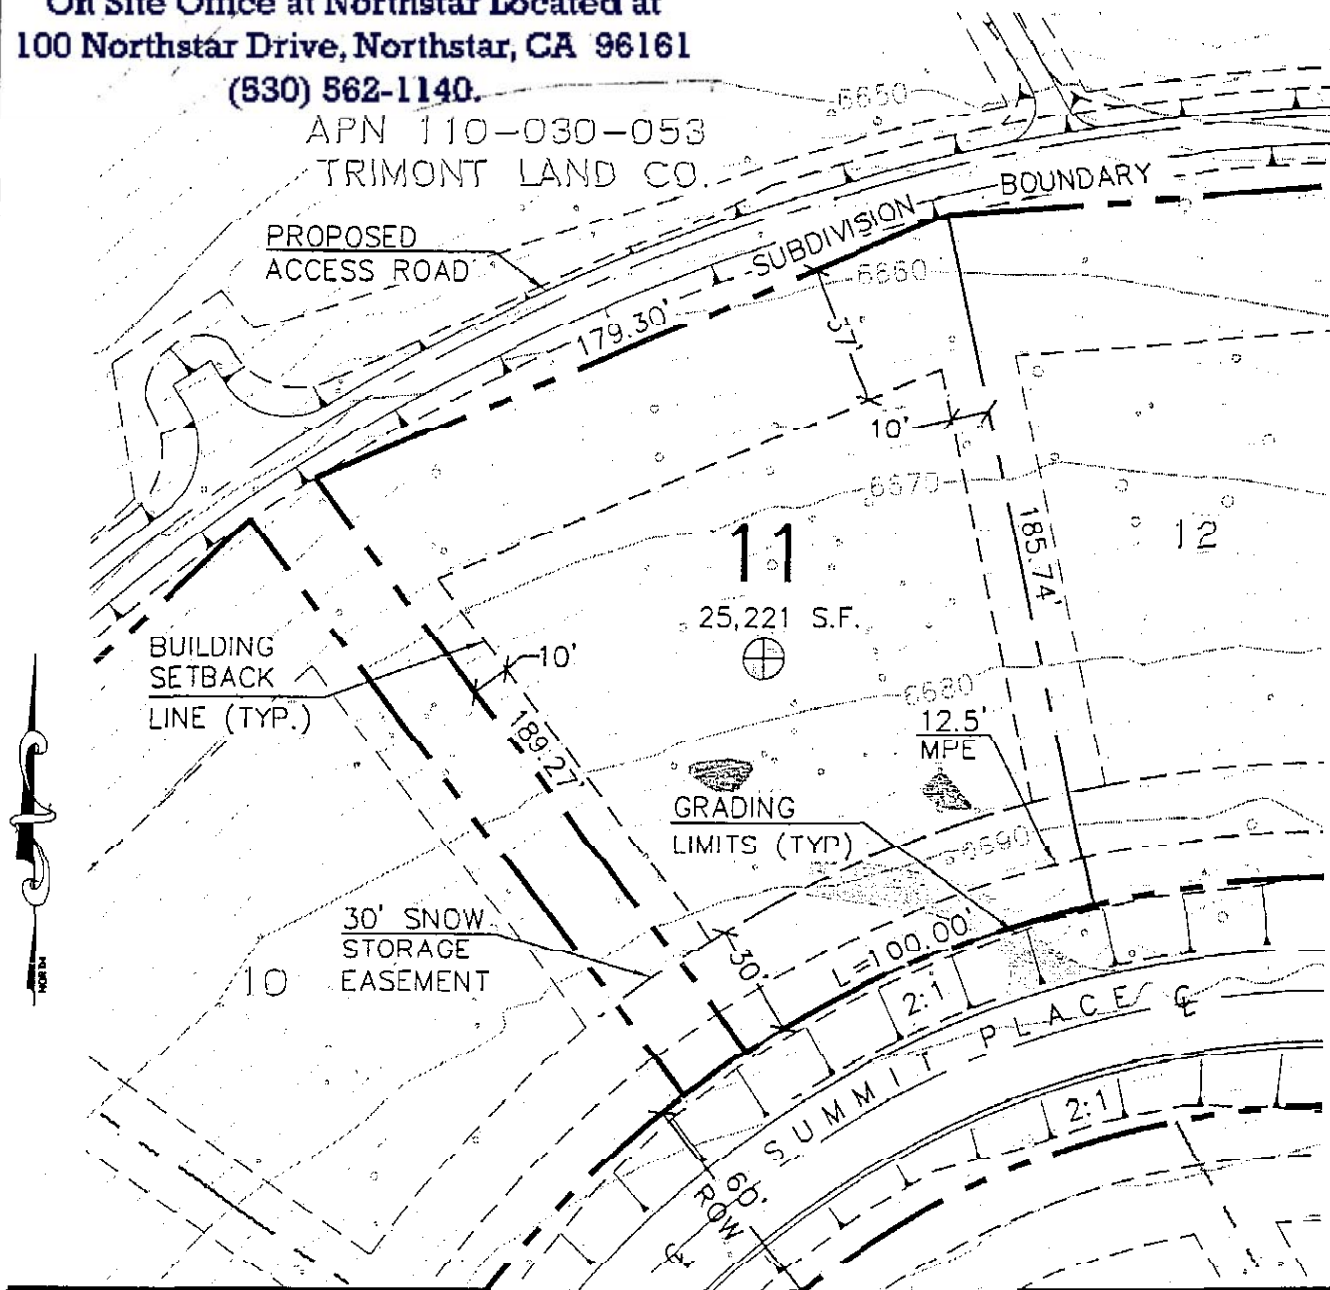 On Site Office at Northstar Located at
100 Northstar Drive, Northstar, CA 96161
(530) 562-1140.
6650
APN 110-030-053
TRIMONT LAND CO.
BOUNDARY
SUBDIVISION
PROPOSED
ACCESS ROAD
6660
179.30'
37'
10'
6670
185.74'
12
11
25,221 S.F.
BUILDING
SETBACK
LINE (TYP.)
10'
6680
189.27'
12.5'
MPE
GRADING
LIMITS (TYP)
6690
30' SNOW
STORAGE
EASEMENT
10
30'
L=100.00'
2:1
SUMMIT PLACE
2:1
60'
ROW
NORTH